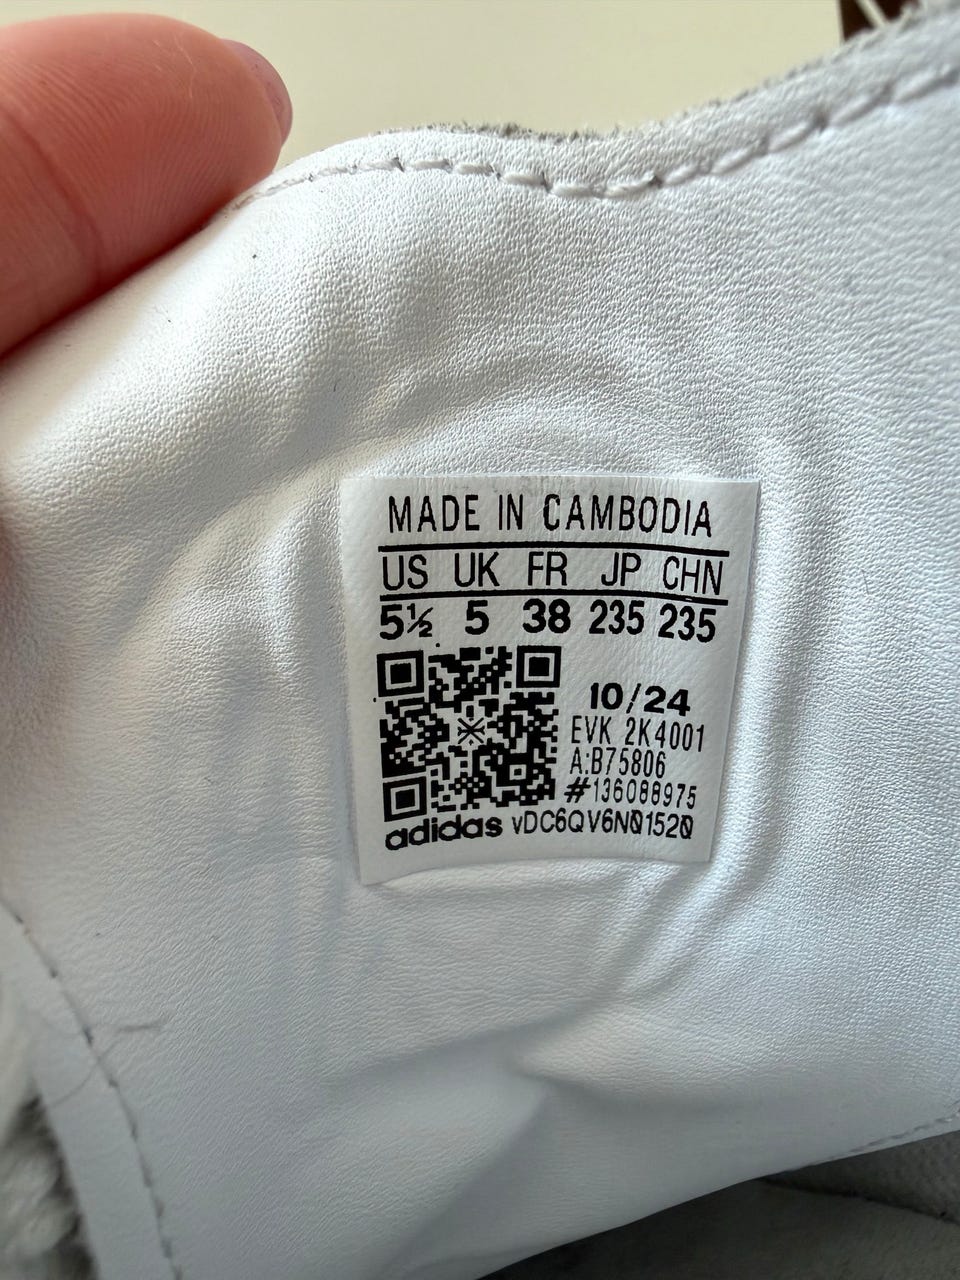 MADE IN CAMBODIA
US UK FR JP CHN
5½ 5 38 235 235
10/24
EVK 2K4001
A:B75806
#136088975
adidas vDC6QV6N01520